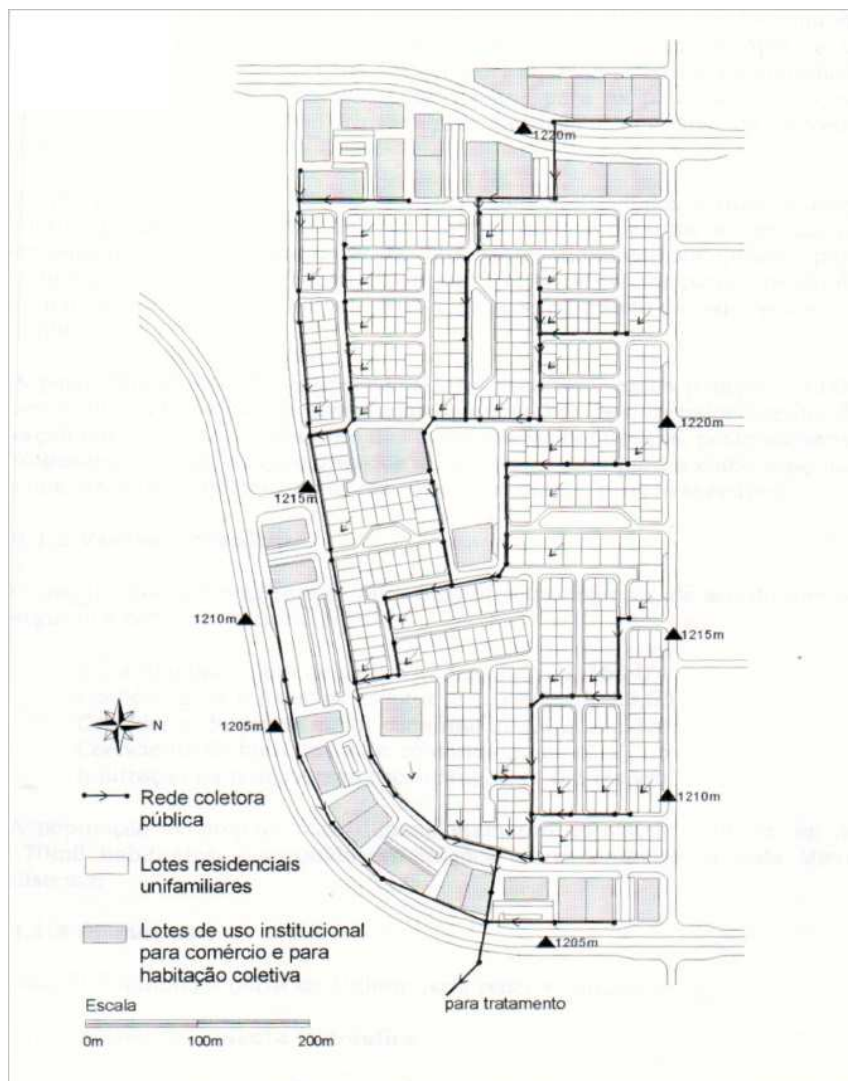 1220m
1220m
1215m
1210m
1215m
1205m
N
1210m
Rede coletora
pública
Lotes residenciais
unifamiliares
Lotes de uso institucional
para comércio e para
habitação coletiva
1205m
para tratamento
Escala
0m 100m 200m